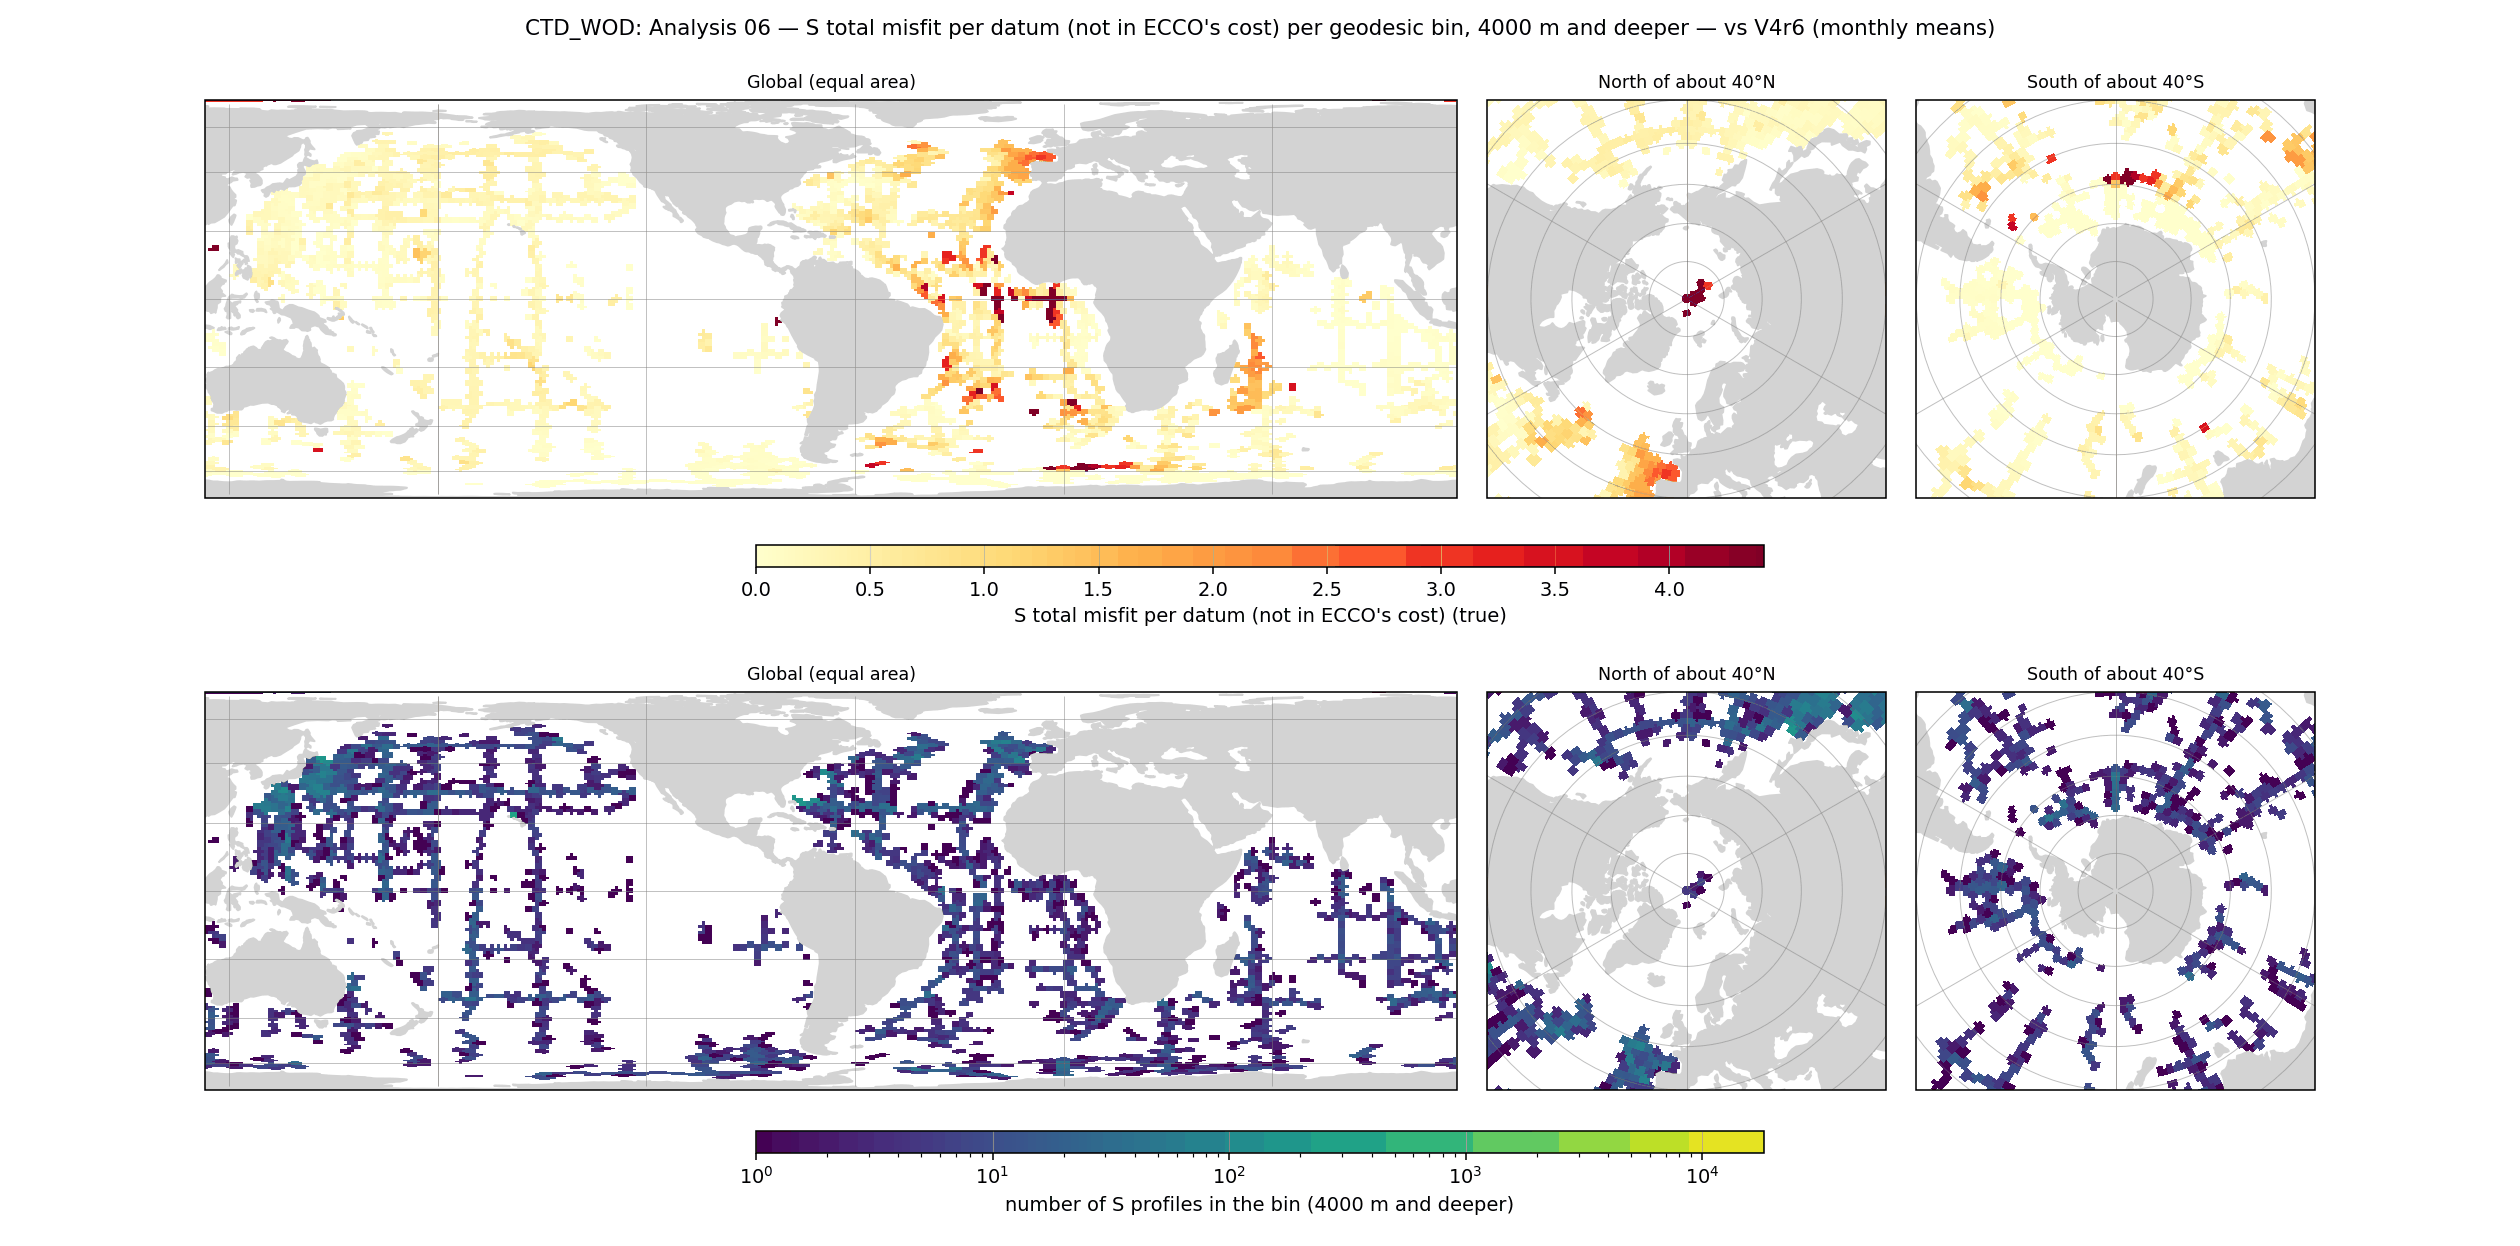 CTD_WOD: Analysis 06 — S total misfit per datum (not in ECCO's cost) per geodesic bin, 4000 m and deeper — vs V4r6 (monthly means)
Global (equal area)
North of about 40°N
South of about 40°S
0.0 0.5 1.0 1.5 2.0 2.5 3.0 3.5 4.0
S total misfit per datum (not in ECCO's cost) (true)
Global (equal area)
North of about 40°N
South of about 40°S
10⁰ 10¹ 10² 10³ 10⁴
number of S profiles in the bin (4000 m and deeper)